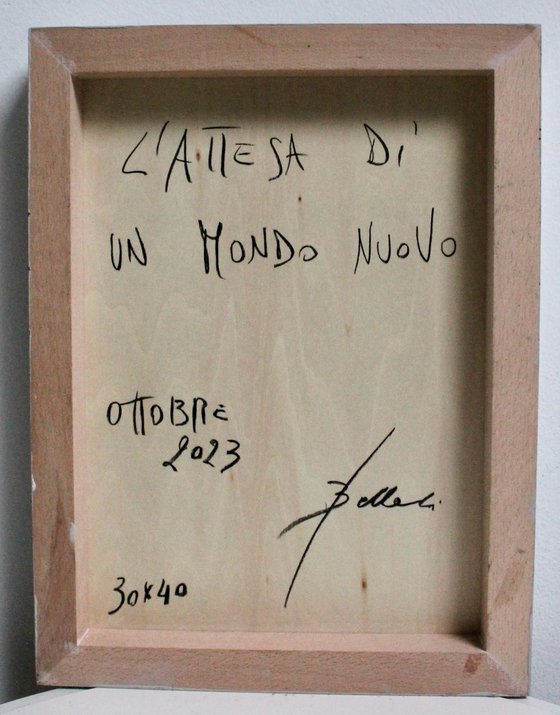 L'ATTESA DI
UN MONDO NUOVO
OTTOBRE
2023
30x40